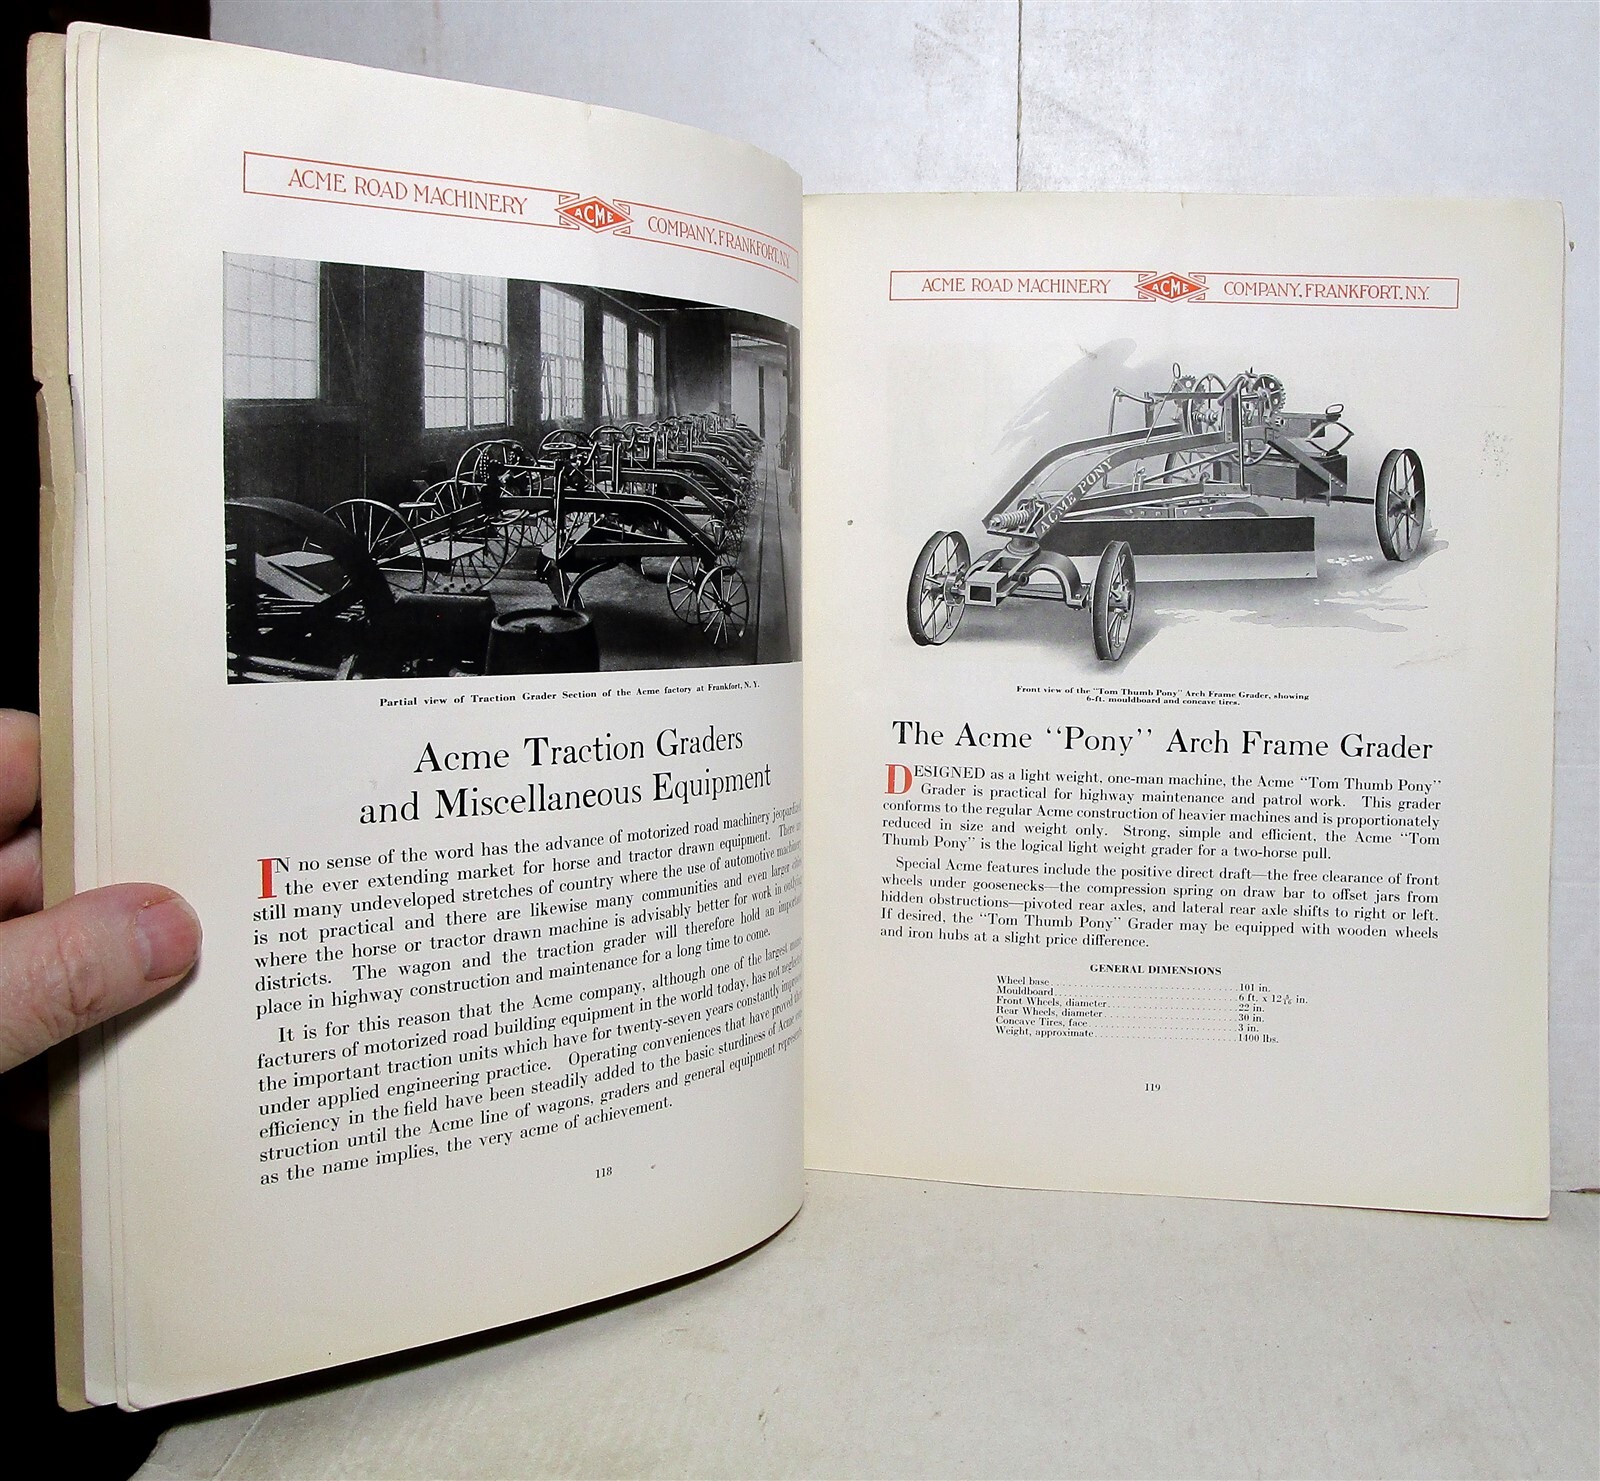 ACME ROAD MACHINERY ACME COMPANY, FRANKFORT, N.Y.
Partial view of Traction Grader Section of the Acme factory at Frankfort, N. Y.
Acme Traction Graders
and Miscellaneous Equipment
IN no sense of the word has the advance of motorized road machinery jeopardized
the ever extending market for horse and tractor drawn equipment. There are
still many undeveloped stretches of country where the use of automotive machinery
is not practical and there are likewise many communities and even larger cities
where the horse or tractor drawn machine is advisably better for work in outlying
districts. The wagon and the traction grader will therefore hold an important
place in highway construction and maintenance for a long time to come.
It is for this reason that the Acme company, although one of the largest manu-
facturers of motorized road building equipment in the world today, has not neglected
the important traction units which have for twenty-seven years constantly improved
under applied engineering practice. Operating conveniences that have proved their
efficiency in the field have been steadily added to the basic sturdiness of Acme con-
struction until the Acme line of wagons, graders and general equipment represents
as the name implies, the very acme of achievement.
118
ACME ROAD MACHINERY ACME COMPANY, FRANKFORT, N.Y.
ACME PONY
Front view of the "Tom Thumb Pony" Arch Frame Grader, showing
6-ft. mouldboard and concave tires.
The Acme "Pony" Arch Frame Grader
DESIGNED as a light weight, one-man machine, the Acme "Tom Thumb Pony"
Grader is practical for highway maintenance and patrol work. This grader
conforms to the regular Acme construction of heavier machines and is proportionately
reduced in size and weight only. Strong, simple and efficient, the Acme "Tom
Thumb Pony" is the logical light weight grader for a two-horse pull.
Special Acme features include the positive direct draft—the free clearance of front
wheels under goosenecks—the compression spring on draw bar to offset jars from
hidden obstructions—pivoted rear axles, and lateral rear axle shifts to right or left.
If desired, the "Tom Thumb Pony" Grader may be equipped with wooden wheels
and iron hubs at a slight price difference.
GENERAL DIMENSIONS
Wheel base 101 in.
Mouldboard 6 ft. x 12 in.
Front Wheels, diameter 22 in.
Rear Wheels, diameter 30 in.
Concave Tires, face 3 in.
Weight, approximate 1400 lbs.
119